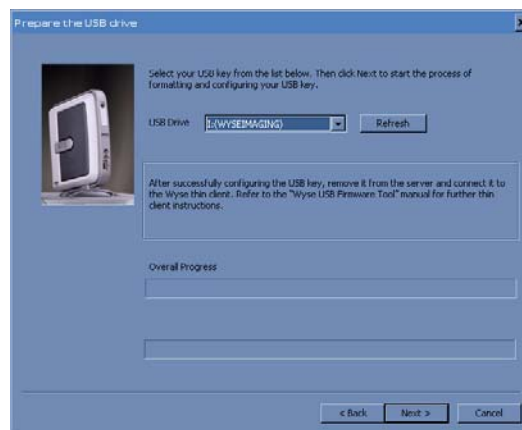 Prepare the USB drive
Select your USB key from the list below. Then click Next to start the process of
formatting and configuring your USB key.
USB Drive I:(WYSEIMAGING) Refresh
After successfully configuring the USB key, remove it from the server and connect it to
the Wyse thin client. Refer to the "Wyse USB Firmware Tool" manual for further thin
client instructions.
Overall Progress
< Back Next > Cancel